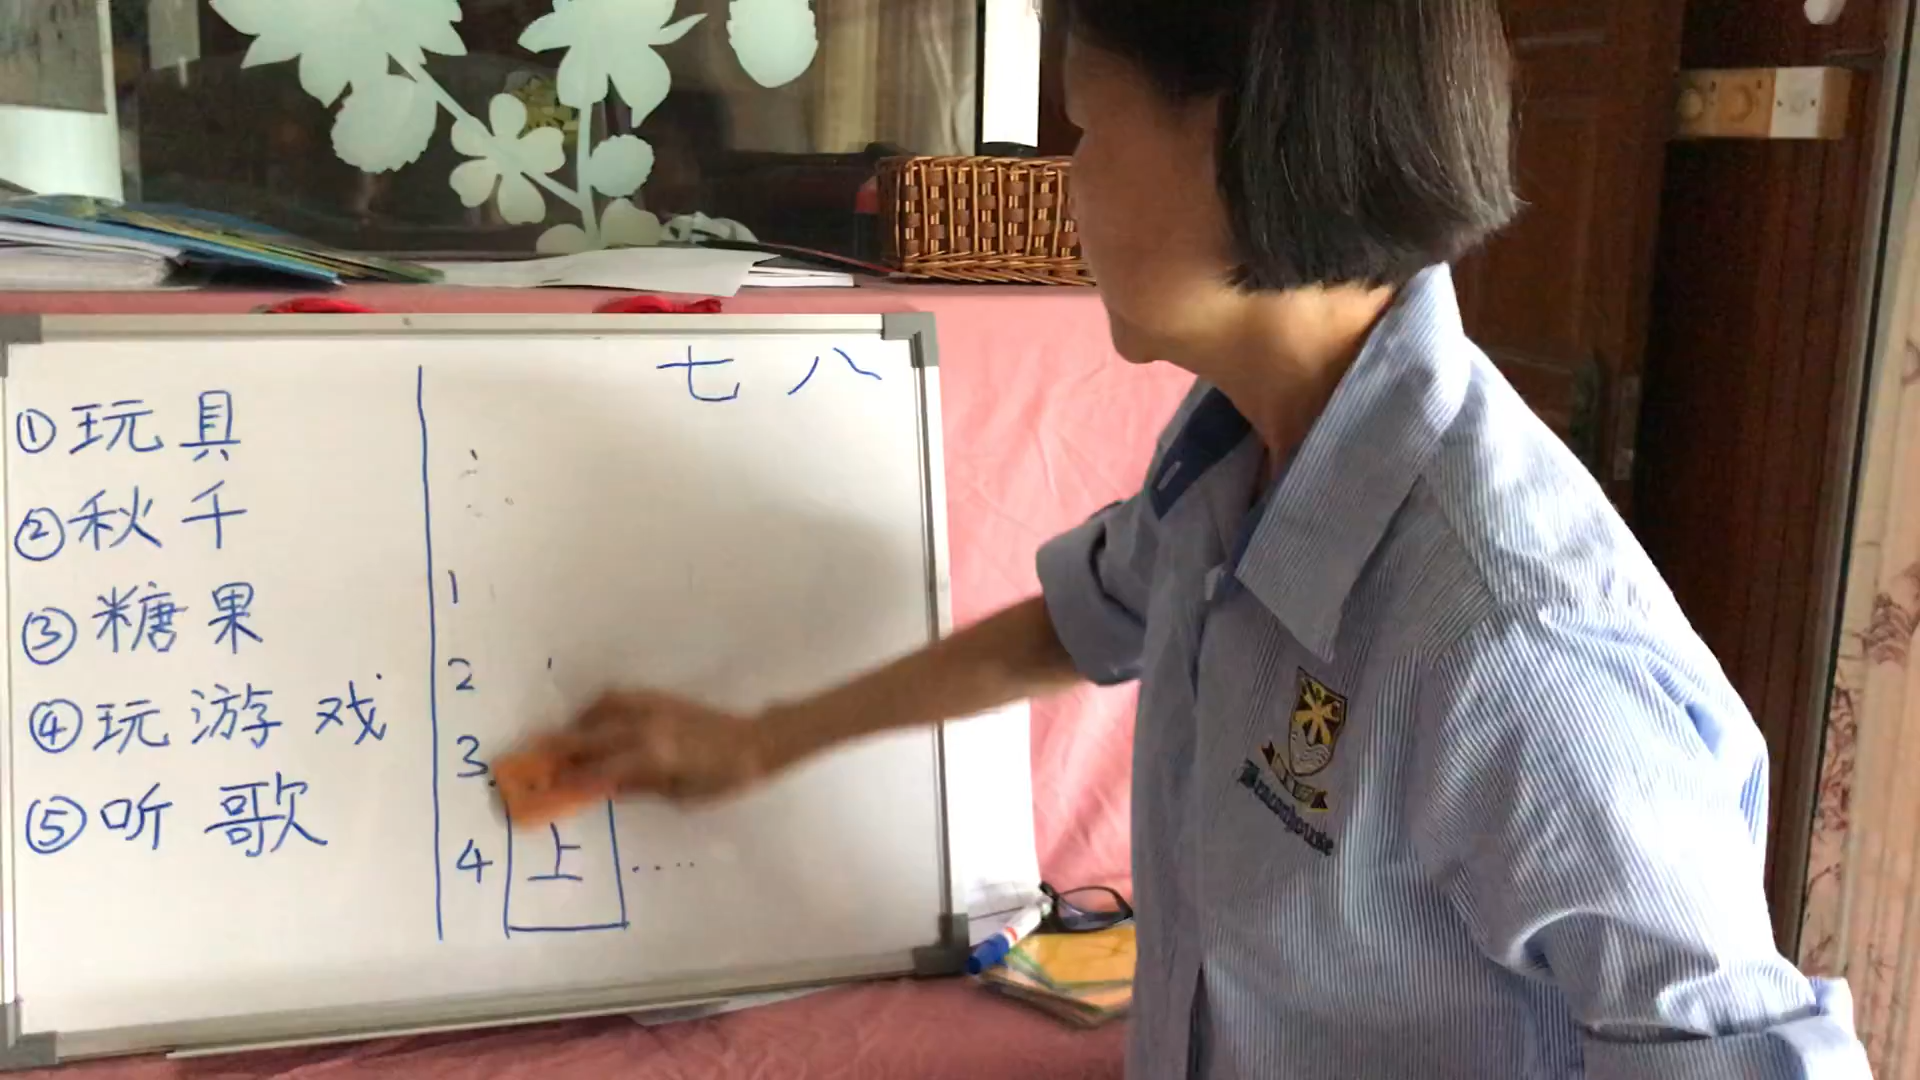 ①玩具
②秋千
③糖果
④玩游戏
⑤听歌
七 八
1
2
3
4 上 .....
Beaconhouse